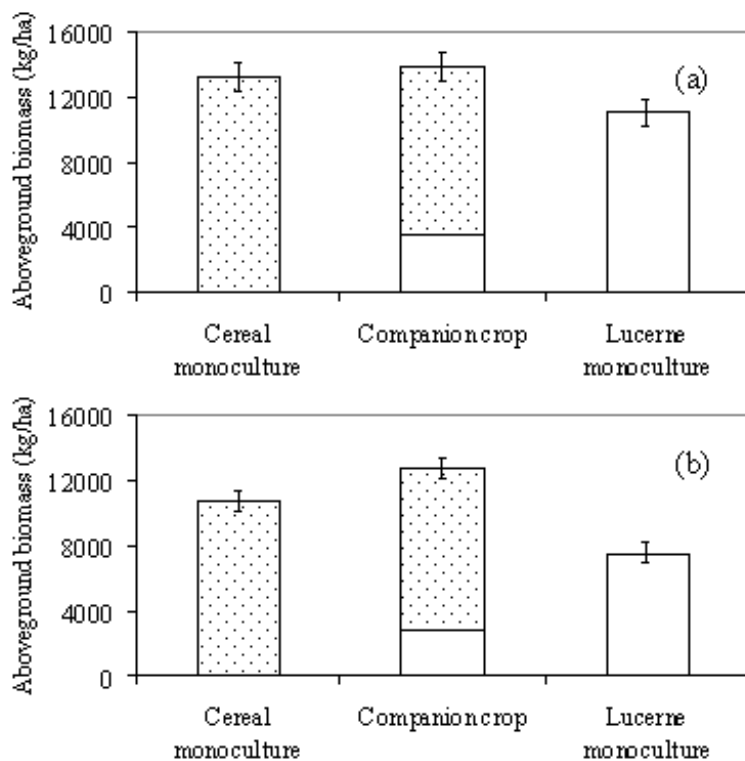 Aboveground biomass (kg/ha)
16000
12000
8000
4000
0
(a)
Cereal
monoculture
Companion crop
Lucerne
monoculture
Aboveground biomass (kg/ha)
16000
12000
8000
4000
0
(b)
Cereal
monoculture
Companion crop
Lucerne
monoculture